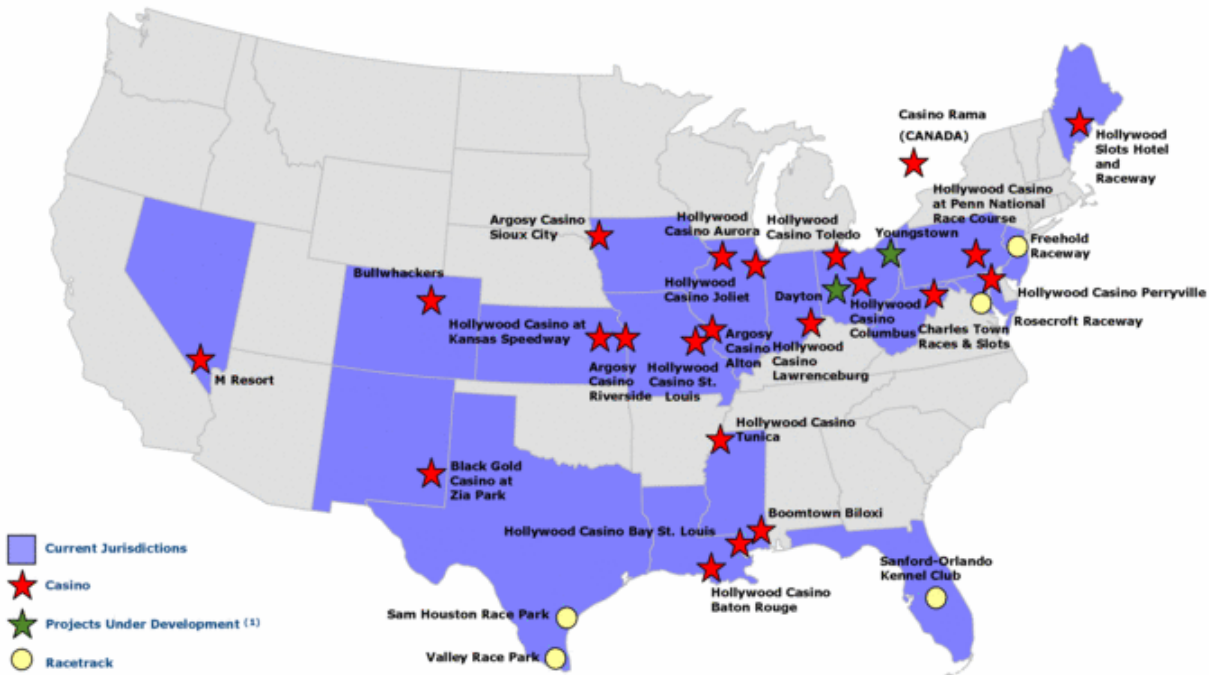 Casino Rama
(CANADA)
Hollywood
Slots Hotel
and
Raceway
Hollywood Casino
at Penn National
Race Course
Argosy Casino
Sioux City
Hollywood
Casino Aurora
Hollywood
Casino Toledo
Youngstown
Freehold
Raceway
Bullwhackers
Hollywood
Casino Joliet
Dayton
Hollywood
Casino
Columbus
Hollywood Casino Perryville
Rosecroft Raceway
Charles Town
Races & Slots
Hollywood Casino at
Kansas Speedway
Argosy
Casino
Riverside
Hollywood
Casino St.
Louis
Argosy
Casino
Alton
Hollywood
Casino
Lawrenceburg
M Resort
Hollywood Casino
Tunica
Black Gold
Casino at
Zia Park
Boomtown Biloxi
Hollywood Casino Bay St. Louis
Sanford-Orlando
Kennel Club
Hollywood Casino
Baton Rouge
Sam Houston Race Park
Valley Race Park
Current Jurisdictions
Casino
Projects Under Development (1)
Racetrack